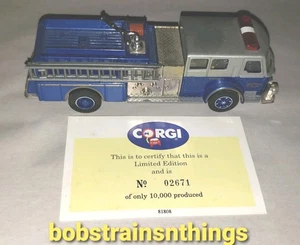 CORGI
This is to certify that this is a
Limited Edition
and is
Nº 02671
of only 10,000 produced
bobstrainsnthings